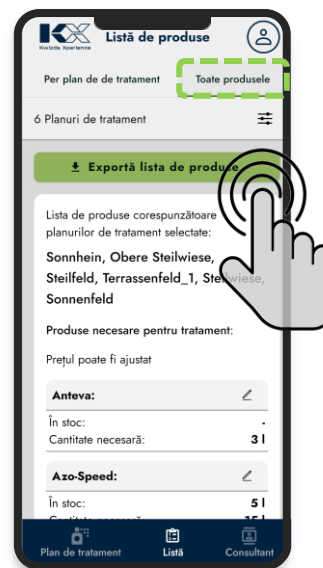 KX
Kwizda Xperience
Listă de produse
Per plan de de tratament
Toate produsele
6 Planuri de tratament
Exportă lista de produse
Lista de produse corespunzătoare
planurilor de tratament selectate:
Sonnhein, Obere Steilwiese,
Steilfeld, Terrassenfeld_1, Steilwiese,
Sonnenfeld
Produse necesare pentru tratament:
Prețul poate fi ajustat
Anteva:
În stoc: -
Cantitate necesară: 3 l
Azo-Speed:
În stoc: 5 l
Cantitate necesară: 15 l
Plan de tratament
Listă
Consultant